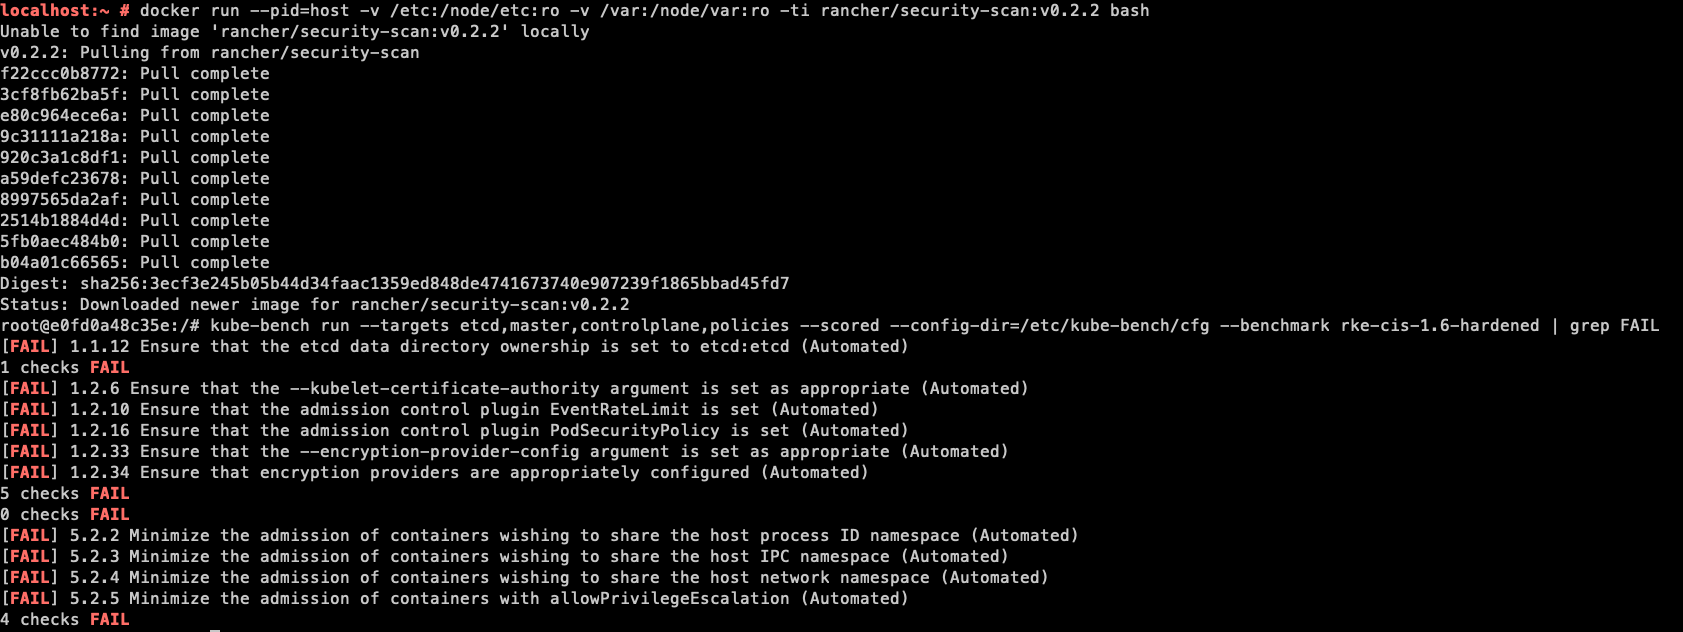 localhost:~ # docker run --pid=host -v /etc:/node/etc:ro -v /var:/node/var:ro -ti rancher/security-scan:v0.2.2 bash
Unable to find image 'rancher/security-scan:v0.2.2' locally
v0.2.2: Pulling from rancher/security-scan
f22ccc0b8772: Pull complete
3cf8fb62ba5f: Pull complete
e80c964ece6a: Pull complete
9c31111a218a: Pull complete
920c3a1c8df1: Pull complete
a59defc23678: Pull complete
8997565da2af: Pull complete
2514b1884d4d: Pull complete
5fb0aec484b0: Pull complete
b04a01c66565: Pull complete
Digest: sha256:3ecf3e245b05b44d34faac1359ed848de4741673740e907239f1865bbad45fd7
Status: Downloaded newer image for rancher/security-scan:v0.2.2
root@e0fd0a48c35e:/# kube-bench run --targets etcd,master,controlplane,policies --scored --config-dir=/etc/kube-bench/cfg --benchmark rke-cis-1.6-hardened | grep FAIL
[FAIL] 1.1.12 Ensure that the etcd data directory ownership is set to etcd:etcd (Automated)
1 checks FAIL
[FAIL] 1.2.6 Ensure that the --kubelet-certificate-authority argument is set as appropriate (Automated)
[FAIL] 1.2.10 Ensure that the admission control plugin EventRateLimit is set (Automated)
[FAIL] 1.2.16 Ensure that the admission control plugin PodSecurityPolicy is set (Automated)
[FAIL] 1.2.33 Ensure that the --encryption-provider-config argument is set as appropriate (Automated)
[FAIL] 1.2.34 Ensure that encryption providers are appropriately configured (Automated)
5 checks FAIL
0 checks FAIL
[FAIL] 5.2.2 Minimize the admission of containers wishing to share the host process ID namespace (Automated)
[FAIL] 5.2.3 Minimize the admission of containers wishing to share the host IPC namespace (Automated)
[FAIL] 5.2.4 Minimize the admission of containers wishing to share the host network namespace (Automated)
[FAIL] 5.2.5 Minimize the admission of containers with allowPrivilegeEscalation (Automated)
4 checks FAIL